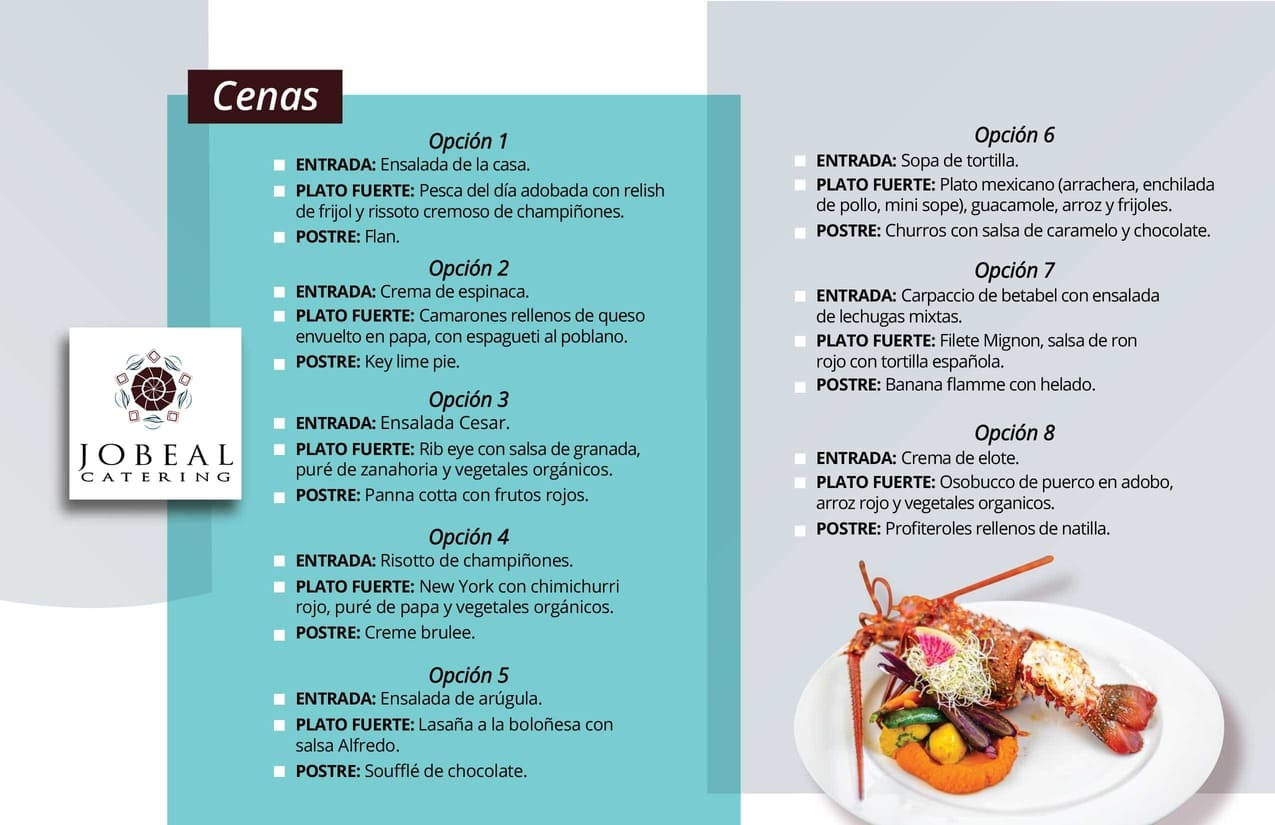 Cenas
Opción 1
ENTRADA: Ensalada de la casa.
PLATO FUERTE: Pesca del día adobada con relish
de frijol y rissoto cremoso de champiñones.
POSTRE: Flan.
Opción 2
ENTRADA: Crema de espinaca.
PLATO FUERTE: Camarones rellenos de queso
envuelto en papa, con espagueti al poblano.
POSTRE: Key lime pie.
Opción 3
ENTRADA: Ensalada Cesar.
PLATO FUERTE: Rib eye con salsa de granada,
puré de zanahoria y vegetales orgánicos.
POSTRE: Panna cotta con frutos rojos.
Opción 4
ENTRADA: Risotto de champiñones.
PLATO FUERTE: New York con chimichurri
rojo, puré de papa y vegetales orgánicos.
POSTRE: Creme brulee.
Opción 5
ENTRADA: Ensalada de arúgula.
PLATO FUERTE: Lasaña a la boloñesa con
salsa Alfredo.
POSTRE: Soufflé de chocolate.
JOBEAL
CATERING
Opción 6
ENTRADA: Sopa de tortilla.
PLATO FUERTE: Plato mexicano (arrachera, enchilada
de pollo, mini sope), guacamole, arroz y frijoles.
POSTRE: Churros con salsa de caramelo y chocolate.
Opción 7
ENTRADA: Carpaccio de betabel con ensalada
de lechugas mixtas.
PLATO FUERTE: Filete Mignon, salsa de ron
rojo con tortilla española.
POSTRE: Banana flamme con helado.
Opción 8
ENTRADA: Crema de elote.
PLATO FUERTE: Osobucco de puerco en adobo,
arroz rojo y vegetales organicos.
POSTRE: Profiteroles rellenos de natilla.